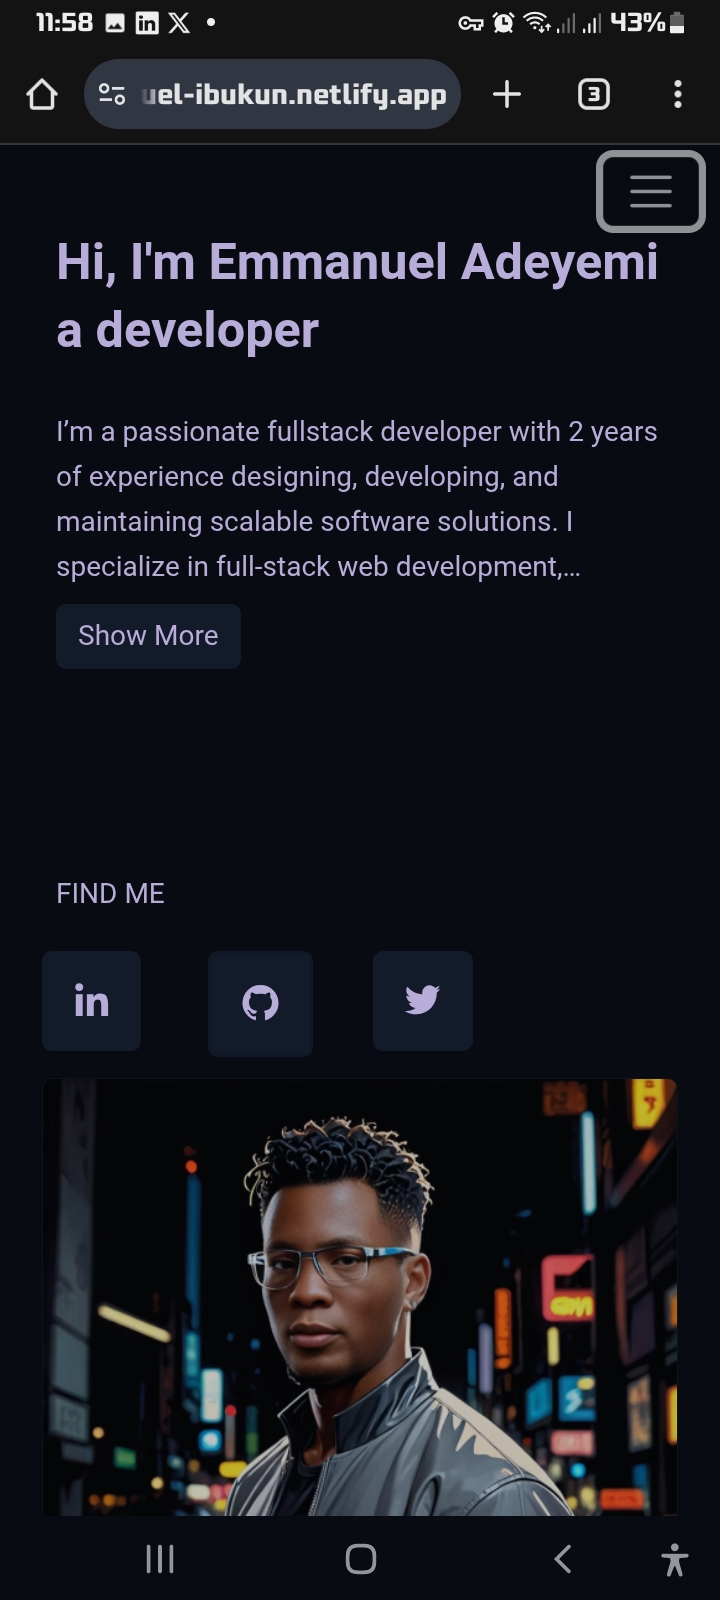 11:58
43%
uel-ibukun.netlify.app
3
Hi, I'm Emmanuel Adeyemi
a developer
I’m a passionate fullstack developer with 2 years
of experience designing, developing, and
maintaining scalable software solutions. I
specialize in full-stack web development,...
Show More
FIND ME
in